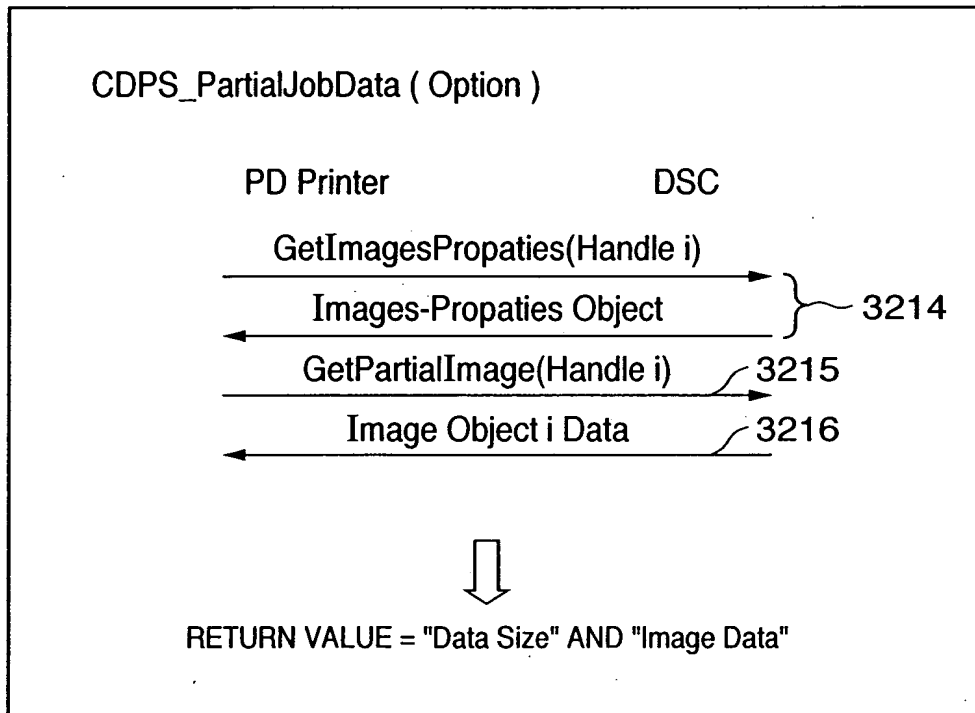 CDPS_PartialJobData ( Option )
PD Printer DSC
GetImagesPropaties(Handle i)
Images-Propaties Object 3214
GetPartialImage(Handle i) 3215
Image Object i Data 3216
RETURN VALUE = "Data Size" AND "Image Data"